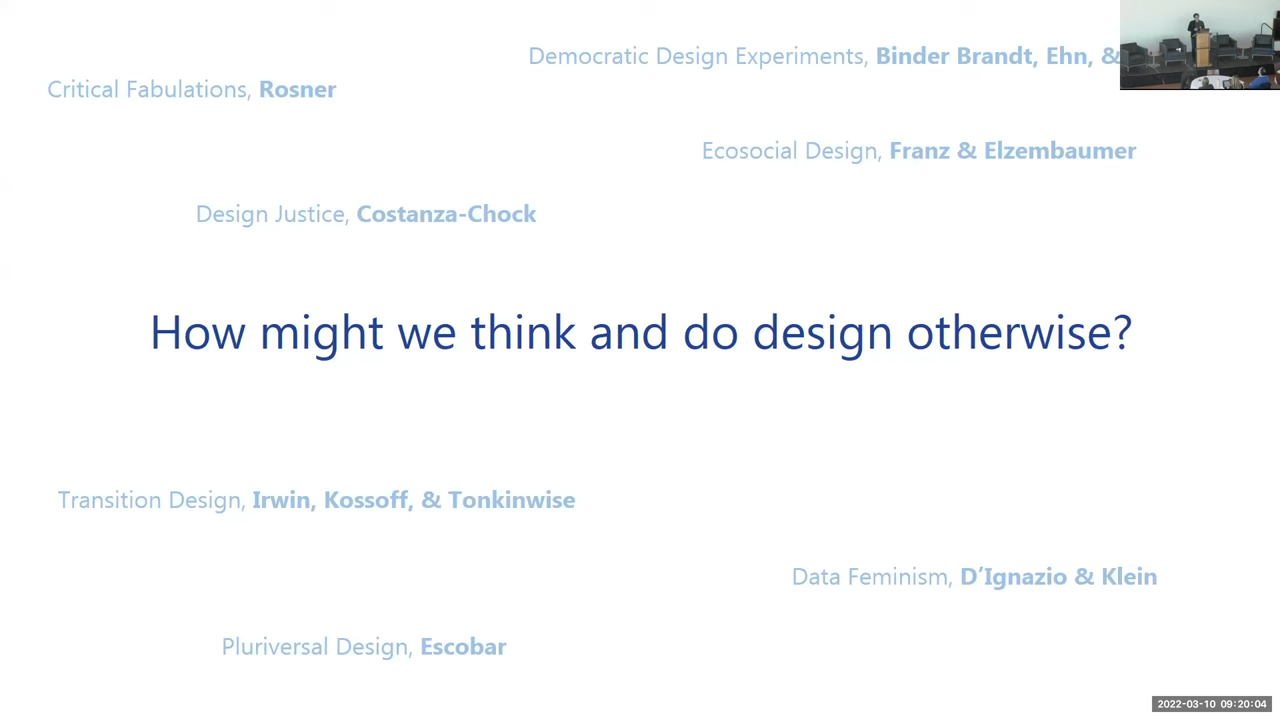 Democratic Design Experiments, Binder Brandt, Ehn, &
Critical Fabulations, Rosner
Ecosocial Design, Franz & Elzembaumer
Design Justice, Costanza-Chock
How might we think and do design otherwise?
Transition Design, Irwin, Kossoff, & Tonkinwise
Data Feminism, D’Ignazio & Klein
Pluriversal Design, Escobar
2022-03-10 09:20:04